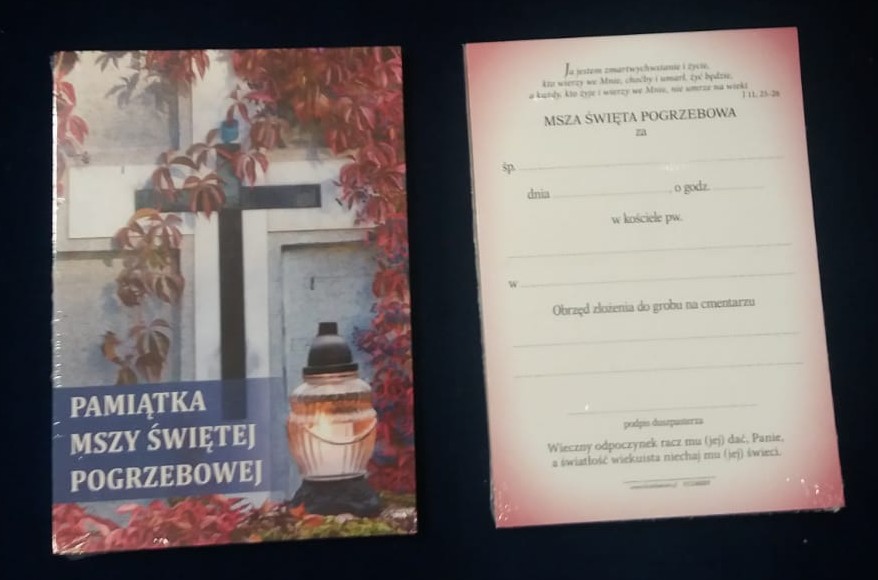 PAMIĄTKA
MSZY ŚWIĘTEJ
POGRZEBOWEJ
Ja jestem zmartwychwstanie i życie,
kto wierzy we Mnie, choćby i umarł, żyć będzie,
a każdy, kto żyje i wierzy we Mnie, nie umrze na wieki
J 11, 25-26
MSZA ŚWIĘTA POGRZEBOWA
za
śp.
dnia o godz.
w kościele pw.
w
Obrzęd złożenia do grobu na cmentarzu
podpis duszpasterza
Wieczny odpoczynek racz mu (jej) dać, Panie,
a światłość wiekuista niechaj mu (jej) świeci.